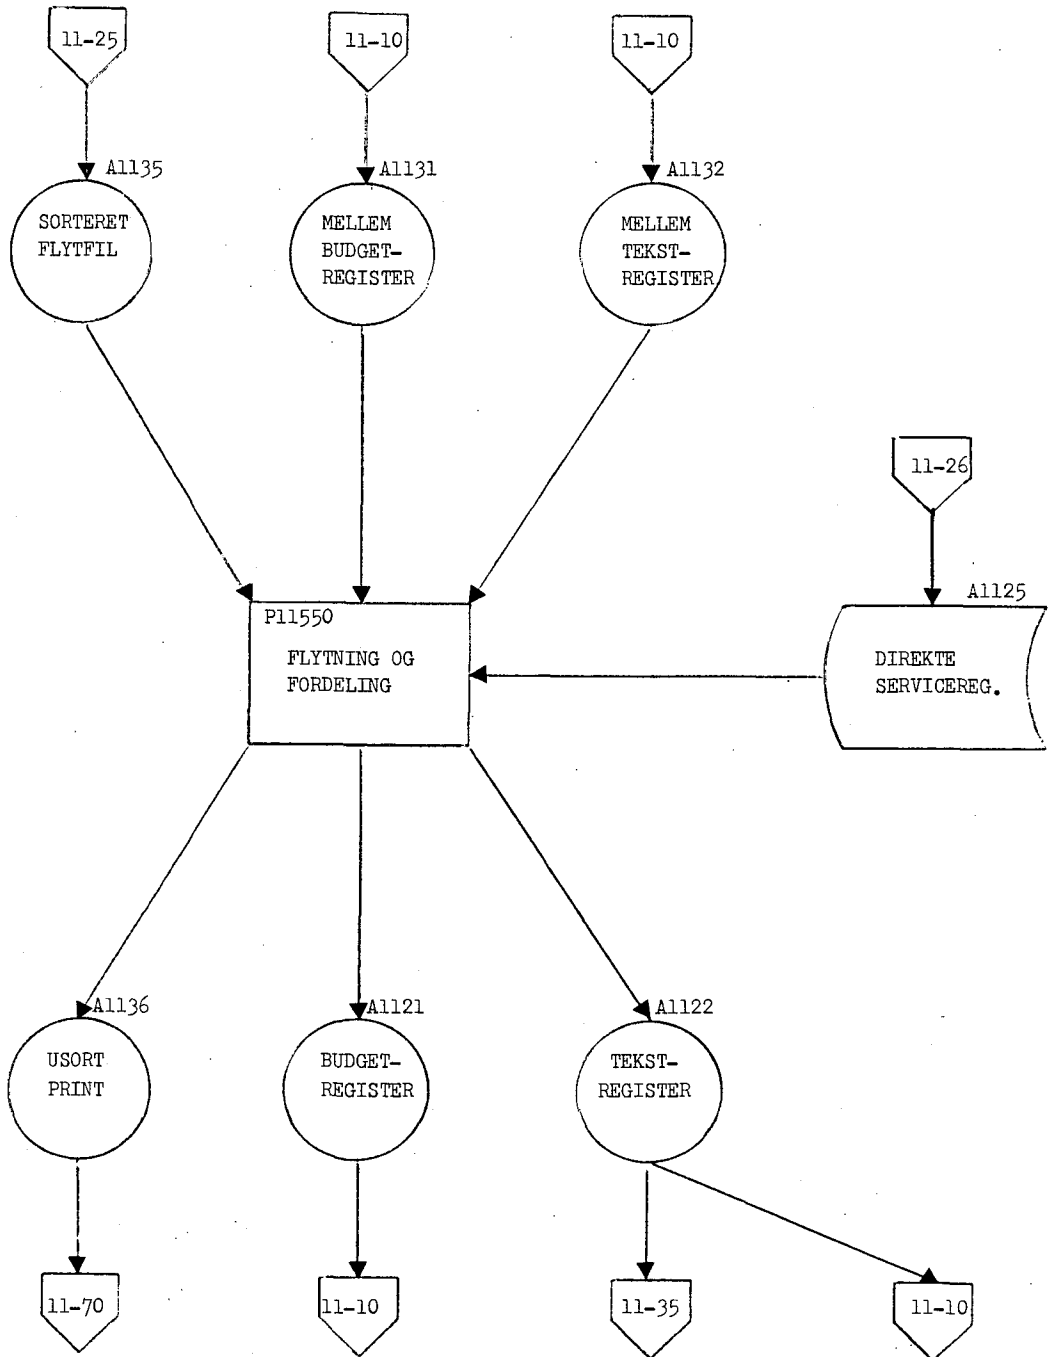 11-25
11-10
11-10
A1135
A1131
A1132
SORTERET
FLYTFIL
MELLEM
BUDGET-
REGISTER
MELLEM
TEKST-
REGISTER
11-26
A1125
P11550
FLYTNING OG
FORDELING
DIREKTE
SERVICEREG.
A1136
A1121
A1122
USORT
PRINT
BUDGET-
REGISTER
TEKST-
REGISTER
11-70
11-10
11-35
11-10